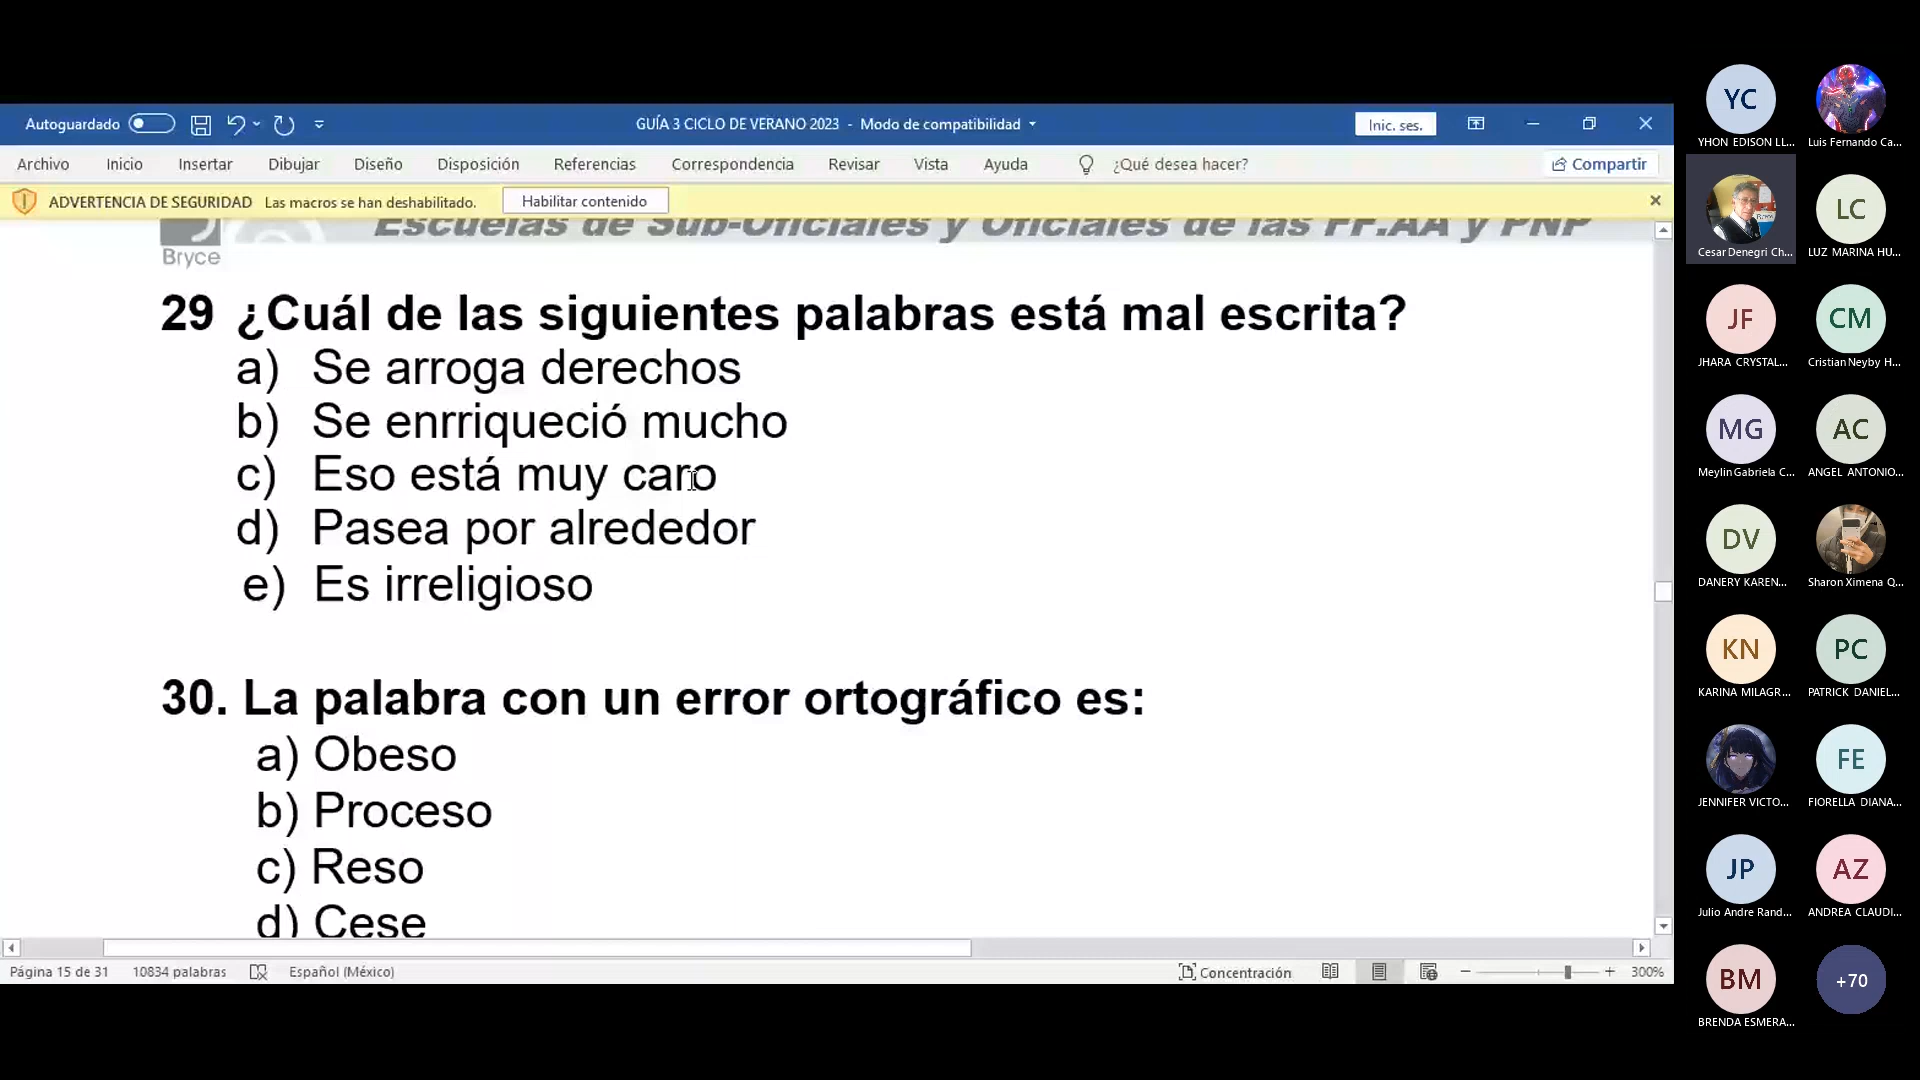 Autoguardado
GUÍA 3 CICLO DE VERANO 2023 - Modo de compatibilidad
Inic. ses.
Archivo Inicio Insertar Dibujar Diseño Disposición Referencias Correspondencia Revisar Vista Ayuda ¿Qué desea hacer? Compartir
ADVERTENCIA DE SEGURIDAD Las macros se han deshabilitado. Habilitar contenido
Escuelas de Sub-Oficiales y Oficiales de las FF.AA y PNP
Bryce
29 ¿Cuál de las siguientes palabras está mal escrita?
a) Se arroga derechos
b) Se enrriqueció mucho
c) Eso está muy caro
d) Pasea por alrededor
e) Es irreligioso
30. La palabra con un error ortográfico es:
a) Obeso
b) Proceso
c) Reso
d) Cese
Página 15 de 31 10834 palabras Español (México) Concentración 300%
YC
YHON EDISON LL... Luis Fernando Ca...
LC
Cesar Denegri Ch... LUZ MARINA HU...
JF CM
JHARA CRYSTAL... Cristian Neyby H...
MG AC
Meylin Gabriela C... ANGEL ANTONIO...
DV
DANERY KAREN... Sharon Ximena Q...
KN PC
KARINA MILAGR... PATRICK DANIEL...
FE
JENNIFER VICTO... FIORELLA DIANA...
JP AZ
Julio Andre Rand... ANDREA CLAUDI...
BM +70
BRENDA ESMERA...